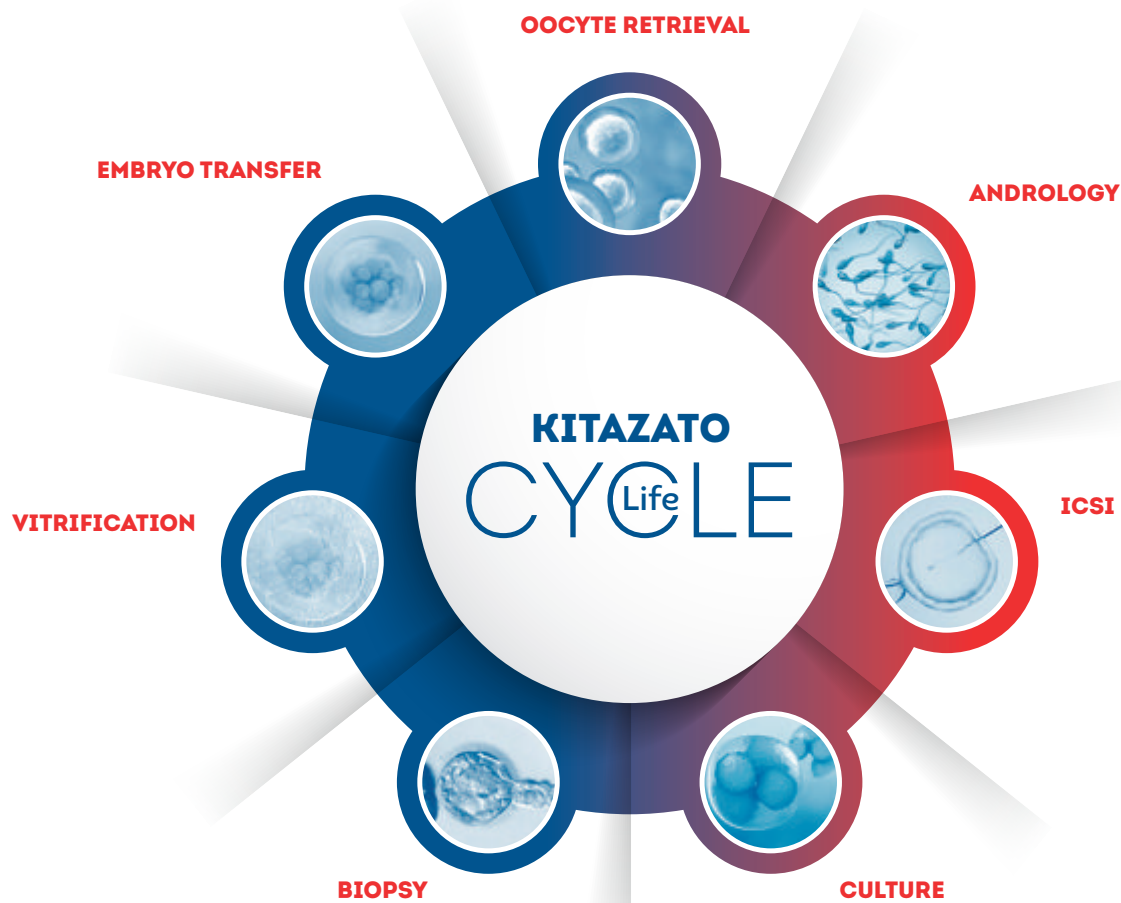 OOCYTE RETRIEVAL
EMBRYO TRANSFER
ANDROLOGY
KITAZATO
CYCLE
Life
VITRIFICATION
ICSI
BIOPSY
CULTURE